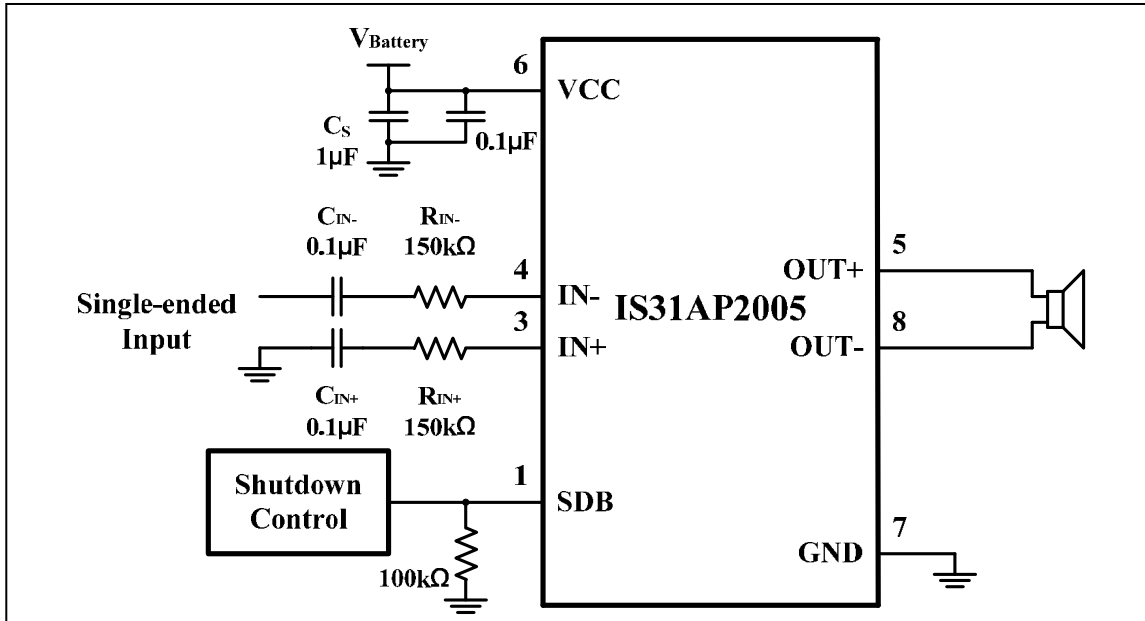 VBattery
6
VCC
CS
1μF
0.1μF
CIN-
0.1μF
RIN-
150kΩ
4
IN-
Single-ended
Input
3
IN+
CIN+
0.1μF
RIN+
150kΩ
IS31AP2005
OUT+
5
OUT-
8
Shutdown
Control
1
SDB
100kΩ
GND
7